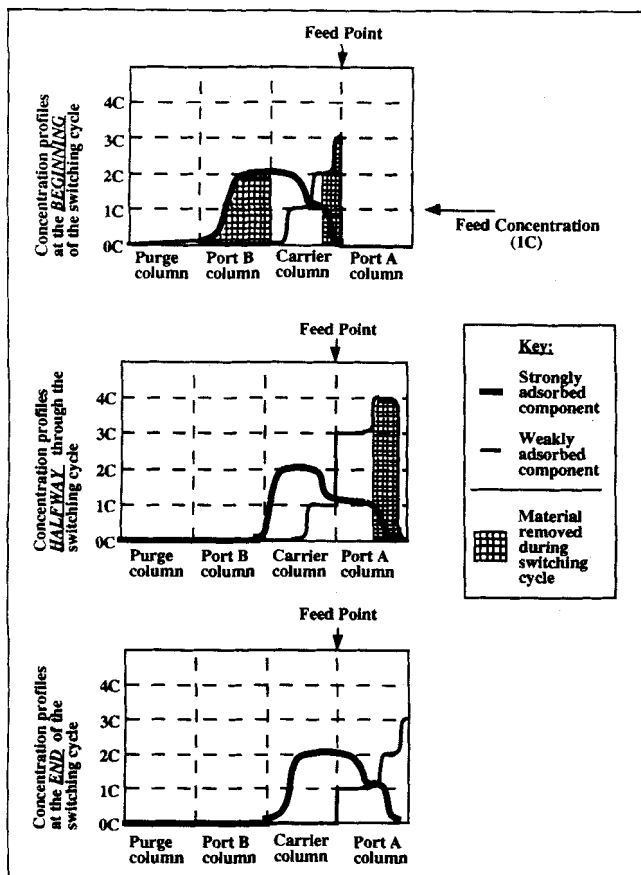 Feed Point
Concentration profiles
at the BEGINNING
of the switching cycle
4C
3C
2C
1C
0C
Purge column
Port B column
Carrier column
Port A column
Feed Concentration
(1C)
Feed Point
Concentration profiles
HALFWAY through the
switching cycle
4C
3C
2C
1C
0C
Purge column
Port B column
Carrier column
Port A column
Key:
Strongly
adsorbed
component
Weakly
adsorbed
component
Material
removed
during
switching
cycle
Feed Point
Concentration profiles
at the END of the
switching cycle
4C
3C
2C
1C
0C
Purge column
Port B column
Carrier column
Port A column